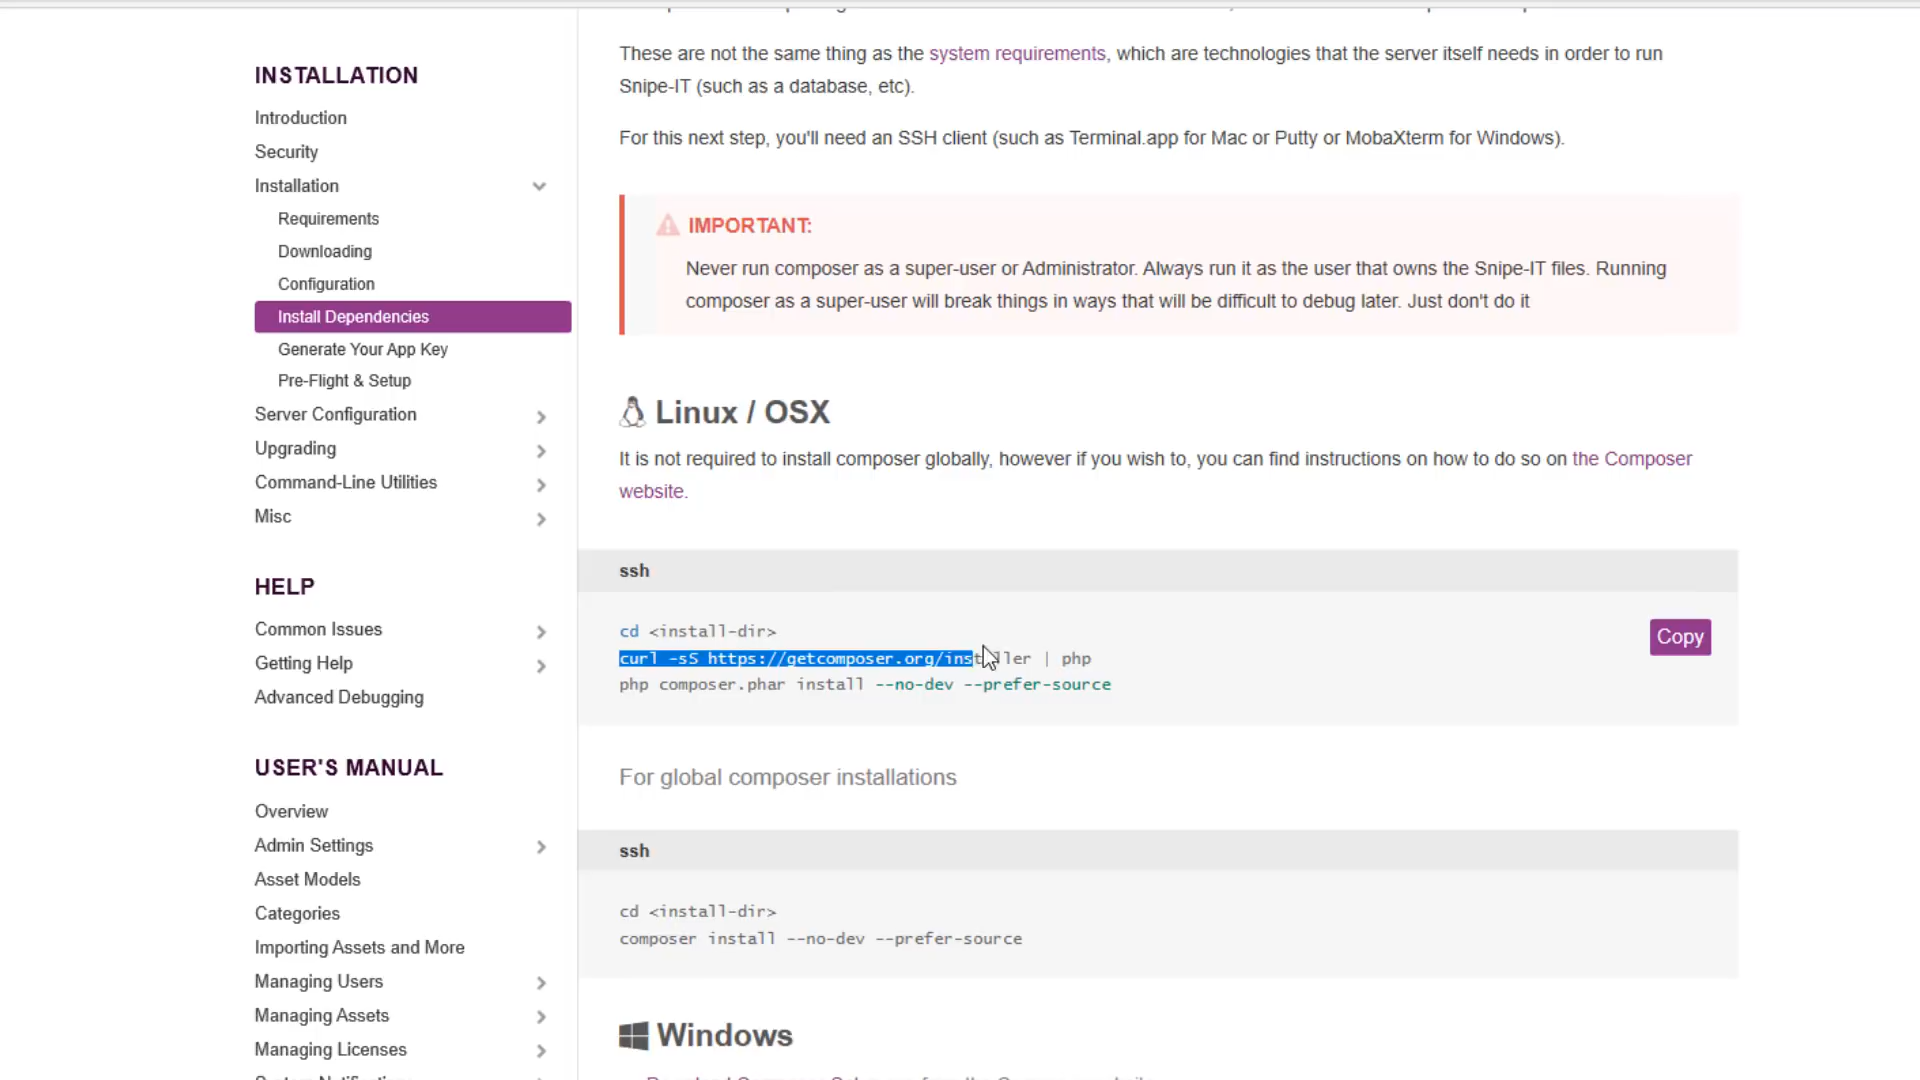 INSTALLATION
Introduction
Security
Installation
Requirements
Downloading
Configuration
Install Dependencies
Generate Your App Key
Pre-Flight & Setup
Server Configuration
Upgrading
Command-Line Utilities
Misc
HELP
Common Issues
Getting Help
Advanced Debugging
USER'S MANUAL
Overview
Admin Settings
Asset Models
Categories
Importing Assets and More
Managing Users
Managing Assets
Managing Licenses
These are not the same thing as the system requirements, which are technologies that the server itself needs in order to run
Snipe-IT (such as a database, etc).
For this next step, you'll need an SSH client (such as Terminal.app for Mac or Putty or MobaXterm for Windows).
IMPORTANT:
Never run composer as a super-user or Administrator. Always run it as the user that owns the Snipe-IT files. Running
composer as a super-user will break things in ways that will be difficult to debug later. Just don't do it
Linux / OSX
It is not required to install composer globally, however if you wish to, you can find instructions on how to do so on the Composer
website.
ssh
Copy
cd <install-dir>
curl -sS https://getcomposer.org/installer | php
php composer.phar install --no-dev --prefer-source
For global composer installations
ssh
cd <install-dir>
composer install --no-dev --prefer-source
Windows